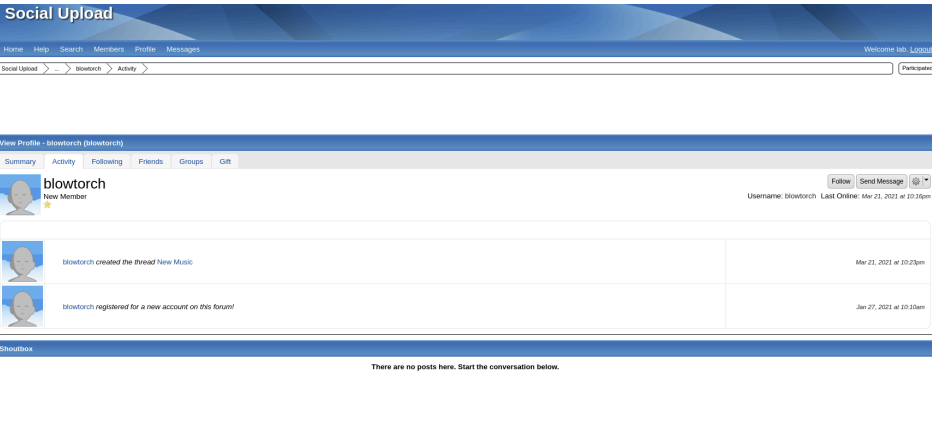 Social Upload
Home Help Search Members Profile Messages Welcome lab. Logout
Social Upload ... blowtorch Activity Participated
View Profile - blowtorch (blowtorch)
Summary Activity Following Friends Groups Gift
blowtorch Follow Send Message
New Member Username: blowtorch Last Online: Mar 21, 2021 at 10:16pm
blowtorch created the thread New Music Mar 21, 2021 at 10:23pm
blowtorch registered for a new account on this forum! Jan 27, 2021 at 10:10am
Shoutbox
There are no posts here. Start the conversation below.